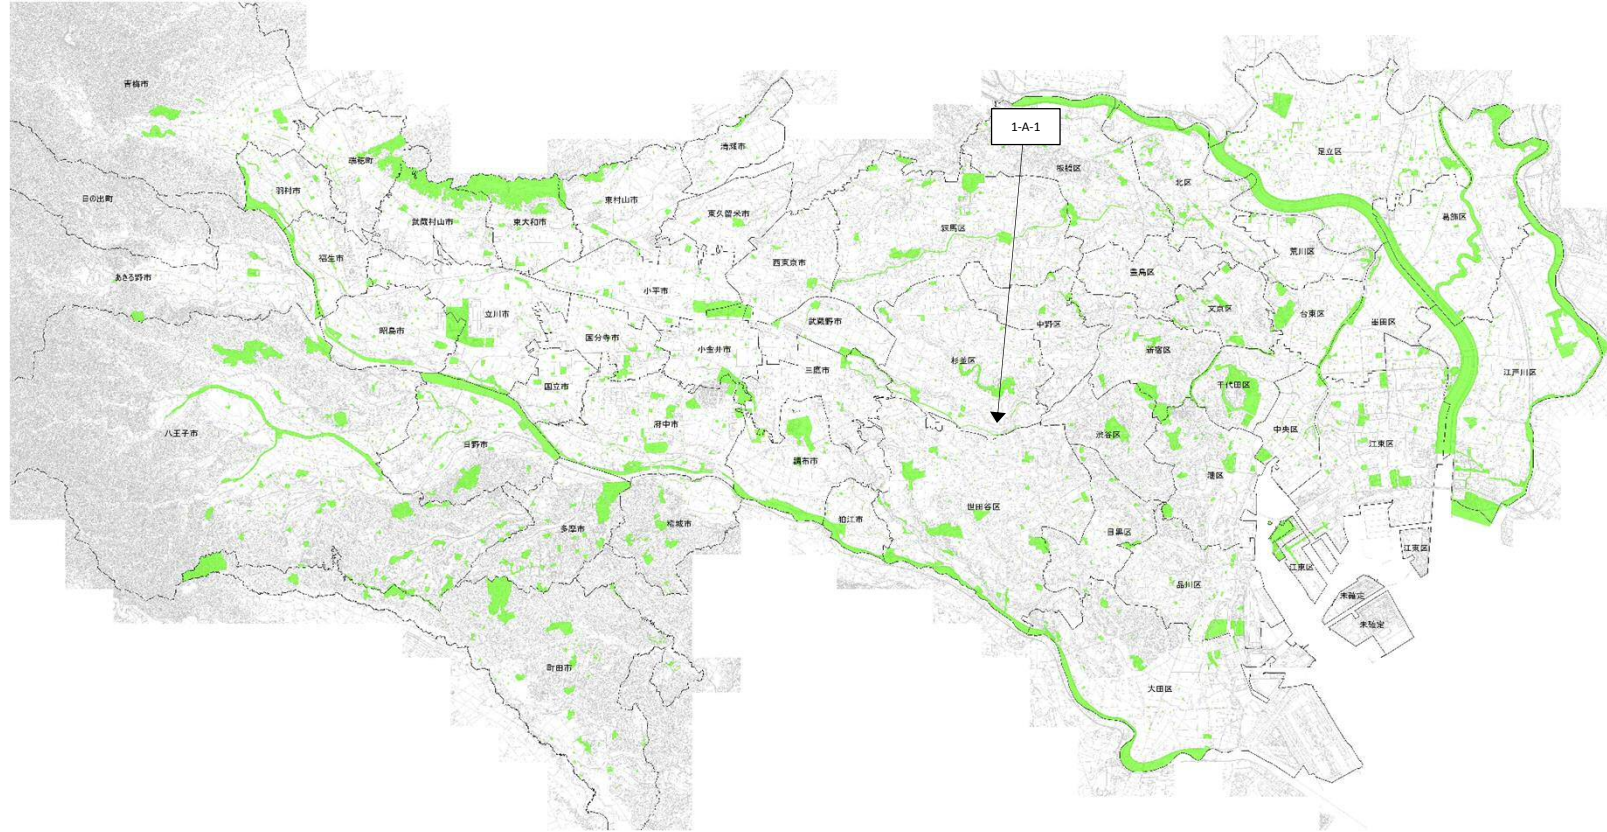 青梅市
1-A-1
足立区
清瀬市
瑞穂町
板橋区
北区
羽村市
日の出町
東村山市
武蔵村山市
東大和市
東久留米市
練馬区
葛飾区
荒川区
福生市
西東京市
豊島区
あきる野市
小平市
文京区
台東区
立川市
武蔵野市
中野区
墨田区
昭島市
国分寺市
小金井市
新宿区
杉並区
三鷹市
江戸川区
国立市
千代田区
府中市
中央区
八王子市
渋谷区
江東区
日野市
調布市
港区
世田谷区
狛江市
稲城市
多摩市
目黒区
江東区
江東区
品川区
未確定
未確定
町田市
大田区